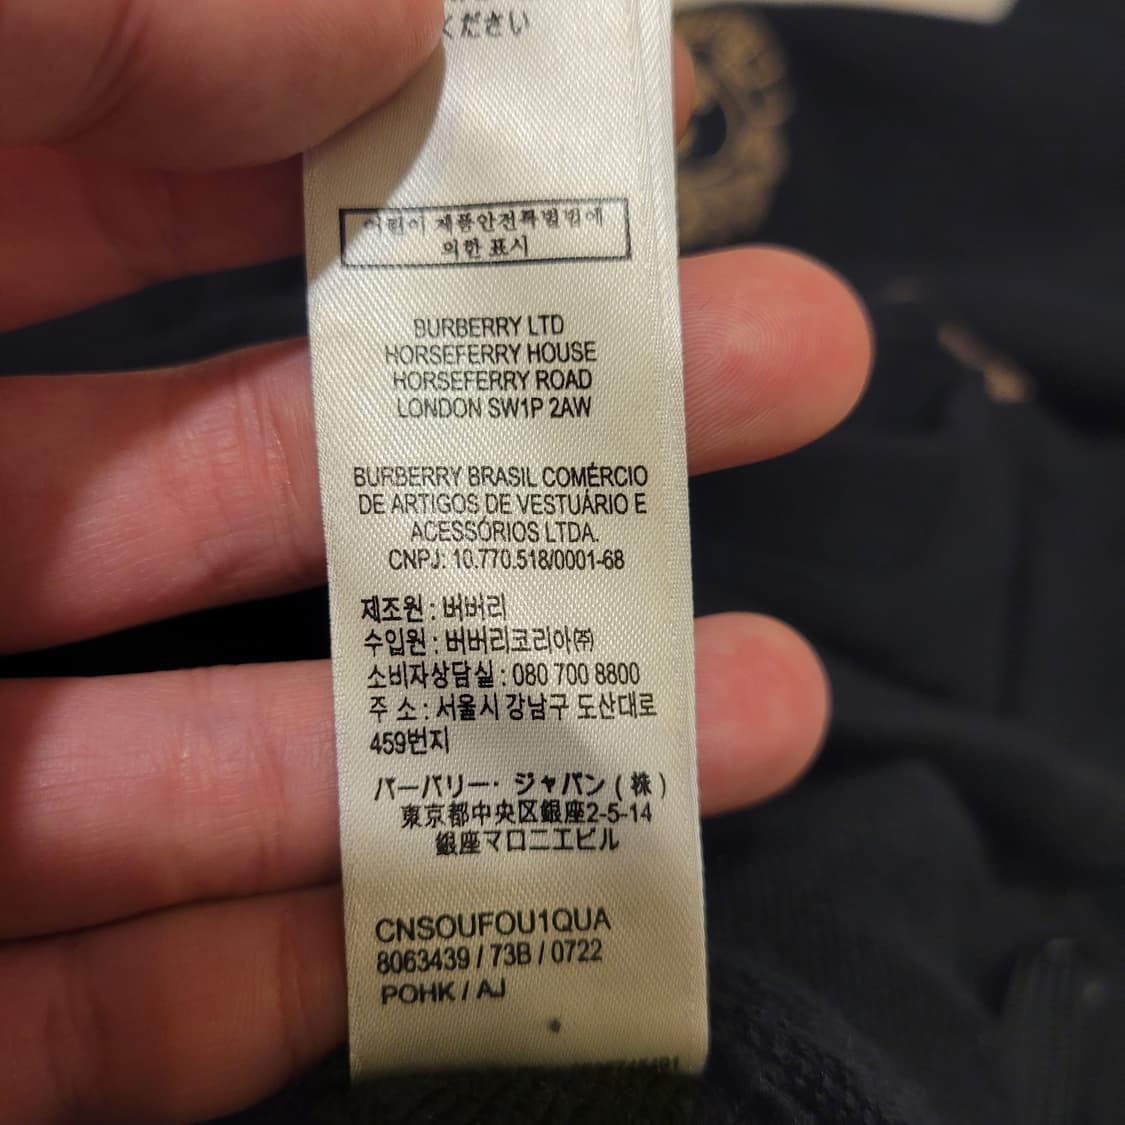 ください
어린이 제품안전특별법에
의한 표시
BURBERRY LTD
HORSEFERRY HOUSE
HORSEFERRY ROAD
LONDON SW1P 2AW
BURBERRY BRASIL COMÉRCIO
DE ARTIGOS DE VESTUÁRIO E
ACESSÓRIOS LTDA.
CNPJ: 10.770.518/0001-68
제조원 : 버버리
수입원 : 버버리코리아㈜
소비자상담실 : 080 700 8800
주 소 : 서울시 강남구 도산대로
459번지
バーバリー・ジャパン ( 株 )
東京都中央区銀座2-5-14
銀座マロニエビル
CNSOUFOU1QUA
8063439 / 73B / 0722
POHK / AJ